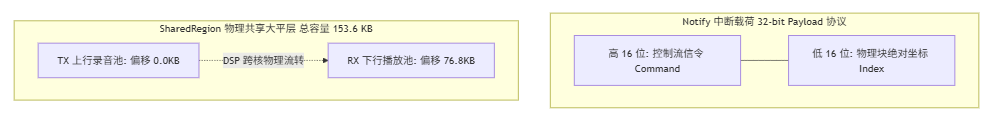 SharedRegion 物理共享大平层 总容量 153.6 KB
TX 上行录音池: 偏移 0.0KB
DSP 跨核物理流转
RX 下行播放池: 偏移 76.8KB
Notify 中断载荷 32-bit Payload 协议
高 16 位: 控制流信令
Command
低 16 位: 物理块绝对坐标
Index